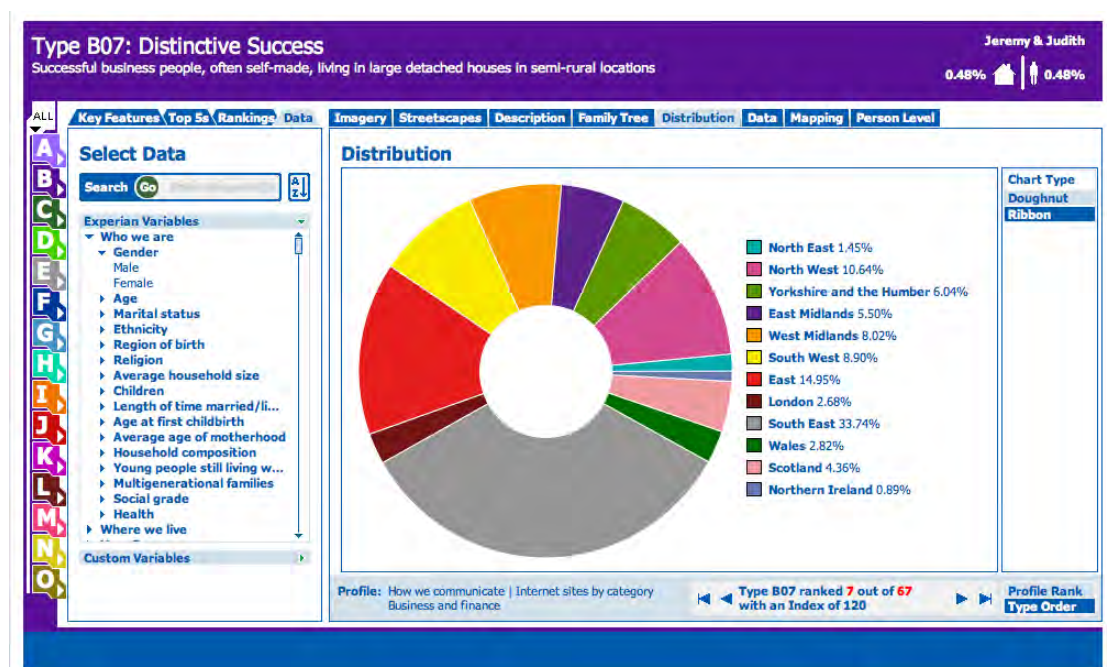 Type B07: Distinctive Success
Successful business people, often self-made, living in large detached houses in semi-rural locations
Jeremy & Judith
0.48% 0.48%
ALL
A
B
C
D
E
F
G
H
I
J
K
L
M
N
O
Key Features Top 5s Rankings Data
Select Data
Search Go
A Z
Experian Variables
Who we are
Gender
Male
Female
Age
Marital status
Ethnicity
Region of birth
Religion
Average household size
Children
Length of time married/li...
Age at first childbirth
Average age of motherhood
Household composition
Young people still living w...
Multigenerational families
Social grade
Health
Where we live
Custom Variables
Imagery Streetscapes Description Family Tree Distribution Data Mapping Person Level
Distribution
North East 1.45%
North West 10.64%
Yorkshire and the Humber 6.04%
East Midlands 5.50%
West Midlands 8.02%
South West 8.90%
East 14.95%
London 2.68%
South East 33.74%
Wales 2.82%
Scotland 4.36%
Northern Ireland 0.89%
Chart Type
Doughnut
Ribbon
Profile: How we communicate | Internet sites by category
Business and finance
Type B07 ranked 7 out of 67
with an Index of 120
Profile Rank
Type Order